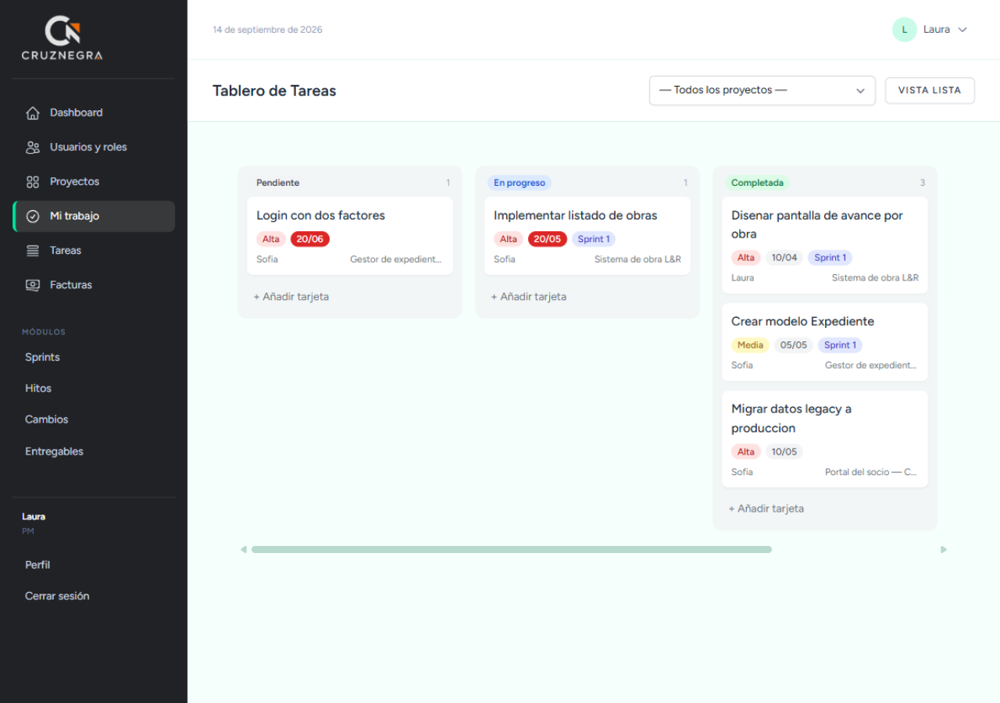 CRUZNEGRA
Dashboard
Usuarios y roles
Proyectos
Mi trabajo
Tareas
Facturas
MÓDULOS
Sprints
Hitos
Cambios
Entregables
Laura
PM
Perfil
Cerrar sesión
14 de septiembre de 2026
L Laura
Tablero de Tareas
— Todos los proyectos —
VISTA LISTA
Pendiente 1
Login con dos factores
Alta 20/06
Sofia Gestor de expedient...
+ Añadir tarjeta
En progreso 1
Implementar listado de obras
Alta 20/05 Sprint 1
Sofia Sistema de obra L&R
+ Añadir tarjeta
Completada 3
Disenar pantalla de avance por
obra
Alta 10/04 Sprint 1
Laura Sistema de obra L&R
Crear modelo Expediente
Media 05/05 Sprint 1
Sofia Gestor de expedient...
Migrar datos legacy a
produccion
Alta 10/05
Sofia Portal del socio — C...
+ Añadir tarjeta